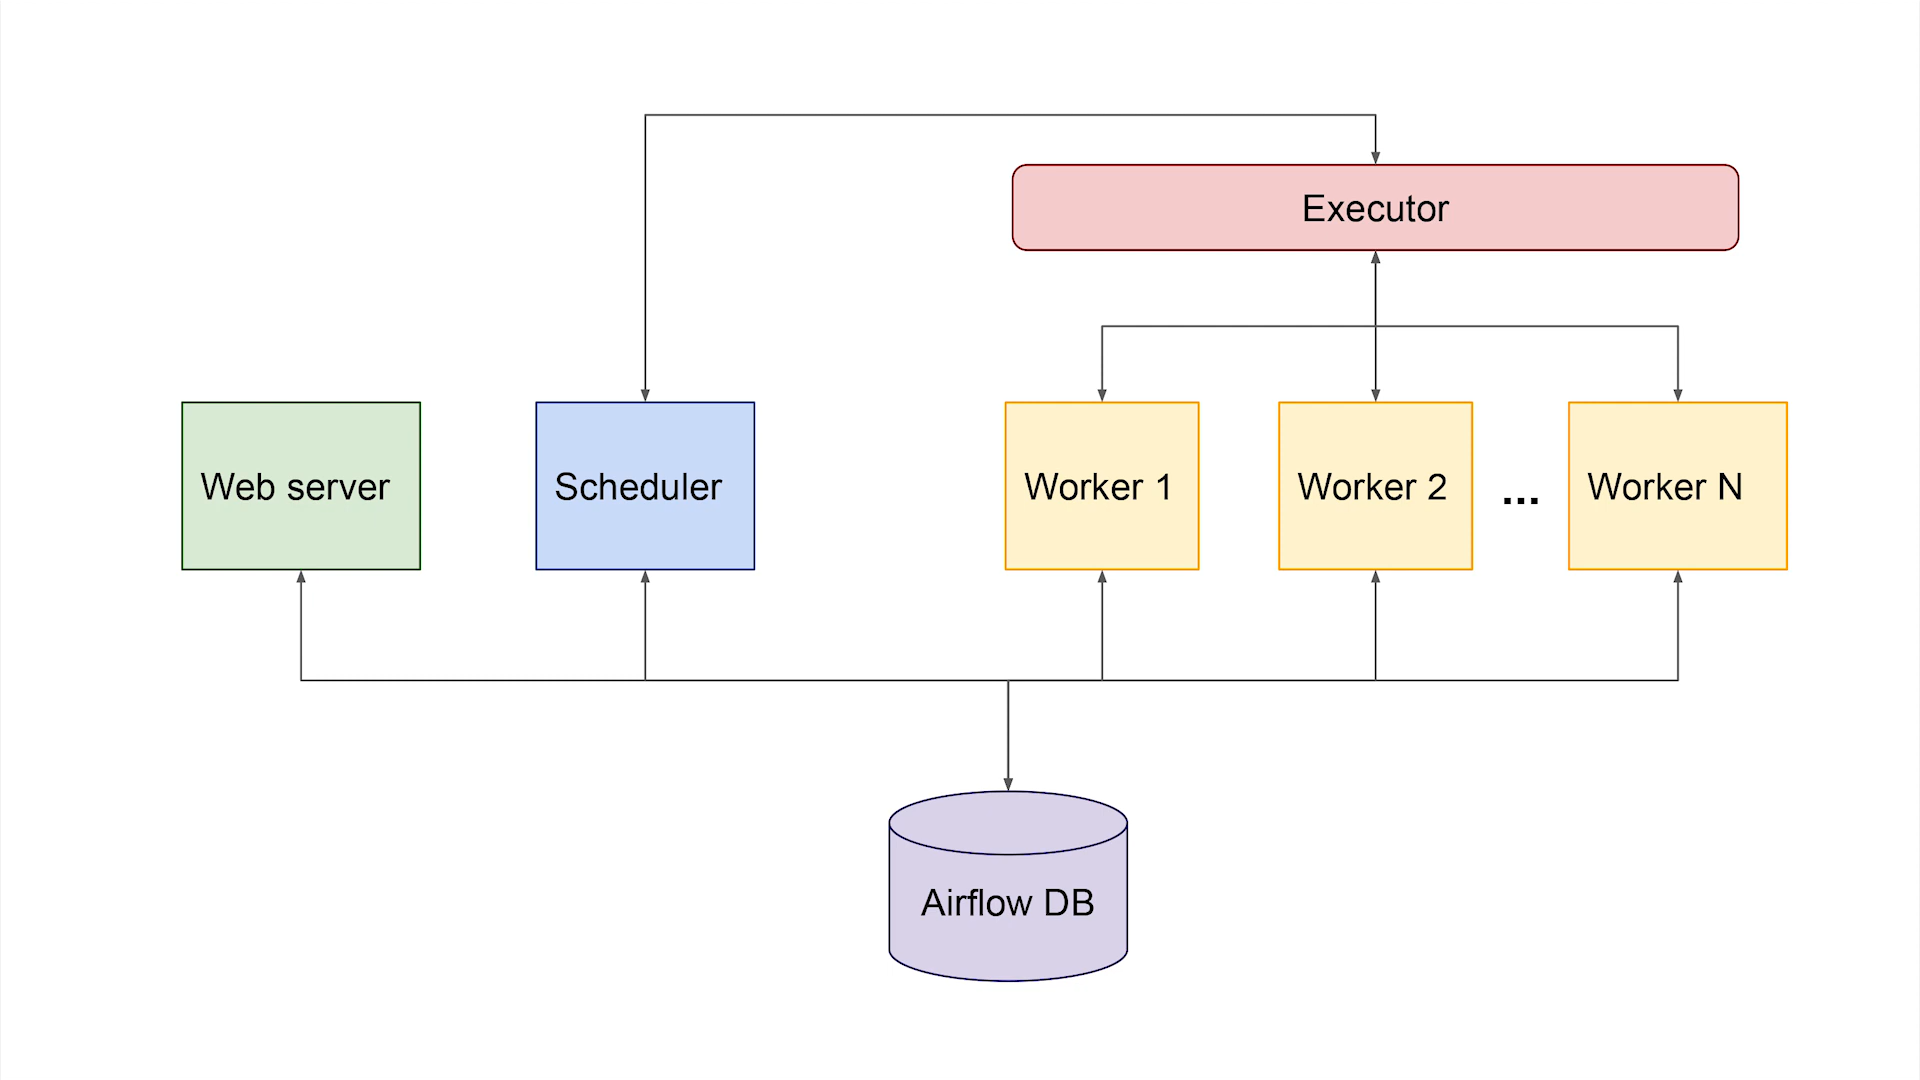 Executor
Web server
Scheduler
Worker 1
Worker 2
...
Worker N
Airflow DB